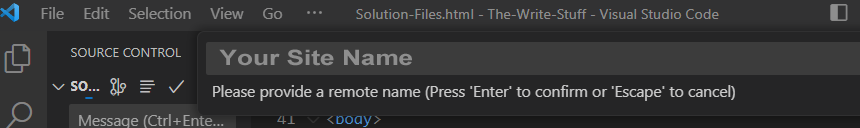 File Edit Selection View Go ··· Solution-Files.html - The-Write-Stuff - Visual Studio Code
SOURCE CONTROL
Your Site Name
SO...
Please provide a remote name (Press 'Enter' to confirm or 'Escape' to cancel)
Message (Ctrl+Ente...
41 <body>